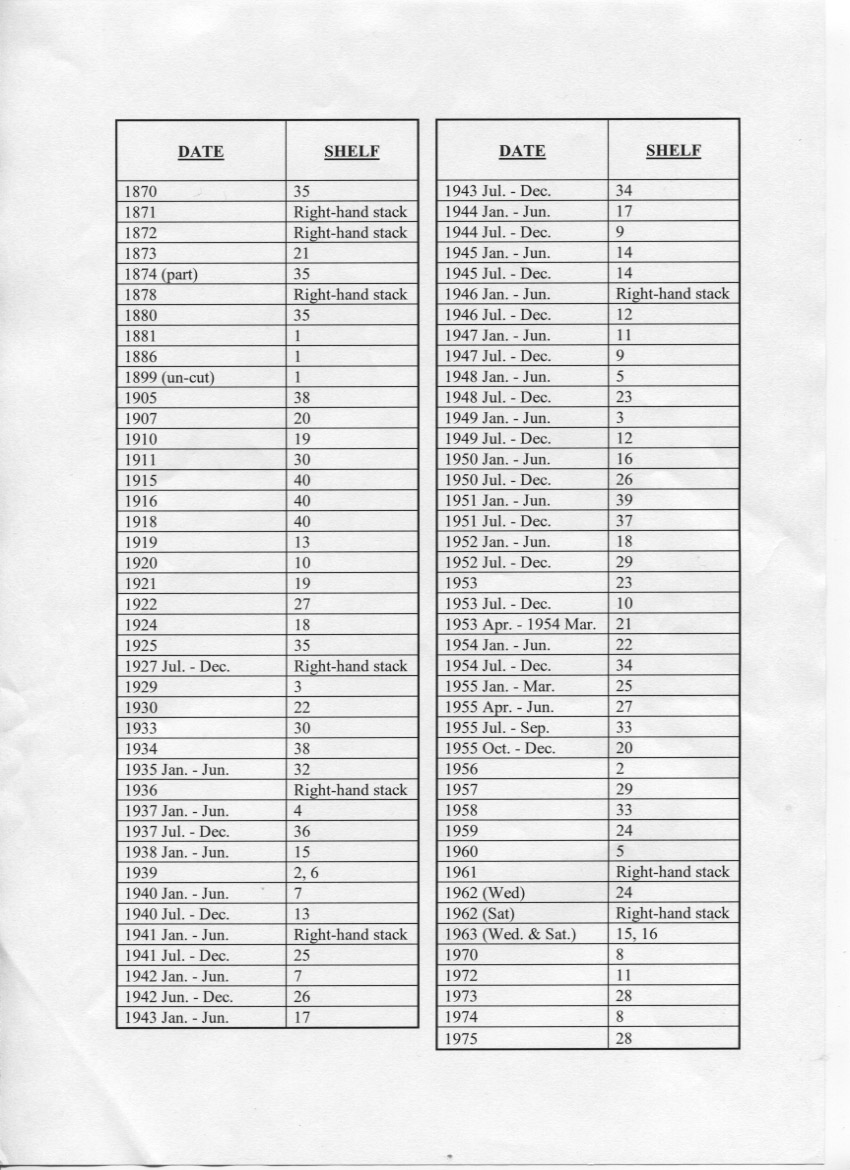 DATE SHELF
1870 35
1871 Right-hand stack
1872 Right-hand stack
1873 21
1874 (part) 35
1878 Right-hand stack
1880 35
1881 1
1886 1
1899 (un-cut) 1
1905 38
1907 20
1910 19
1911 30
1915 40
1916 40
1918 40
1919 13
1920 10
1921 19
1922 27
1924 18
1925 35
1927 Jul. - Dec. Right-hand stack
1929 3
1930 22
1933 30
1934 38
1935 Jan. - Jun. 32
1936 Right-hand stack
1937 Jan. - Jun. 4
1937 Jul. - Dec. 36
1938 Jan. - Jun. 15
1939 2, 6
1940 Jan. - Jun. 7
1940 Jul. - Dec. 13
1941 Jan. - Jun. Right-hand stack
1941 Jul. - Dec. 25
1942 Jan. - Jun. 7
1942 Jun. - Dec. 26
1943 Jan. - Jun. 17
DATE SHELF
1943 Jul. - Dec. 34
1944 Jan. - Jun. 17
1944 Jul. - Dec. 9
1945 Jan. - Jun. 14
1945 Jul. - Dec. 14
1946 Jan. - Jun. Right-hand stack
1946 Jul. - Dec. 12
1947 Jan. - Jun. 11
1947 Jul. - Dec. 9
1948 Jan. - Jun. 5
1948 Jul. - Dec. 23
1949 Jan. - Jun. 3
1949 Jul. - Dec. 12
1950 Jan. - Jun. 16
1950 Jul. - Dec. 26
1951 Jan. - Jun. 39
1951 Jul. - Dec. 37
1952 Jan. - Jun. 18
1952 Jul. - Dec. 29
1953 23
1953 Jul. - Dec. 10
1953 Apr. - 1954 Mar. 21
1954 Jan. - Jun. 22
1954 Jul. - Dec. 34
1955 Jan. - Mar. 25
1955 Apr. - Jun. 27
1955 Jul. - Sep. 33
1955 Oct. - Dec. 20
1956 2
1957 29
1958 33
1959 24
1960 5
1961 Right-hand stack
1962 (Wed) 24
1962 (Sat) Right-hand stack
1963 (Wed. & Sat.) 15, 16
1970 8
1972 11
1973 28
1974 8
1975 28